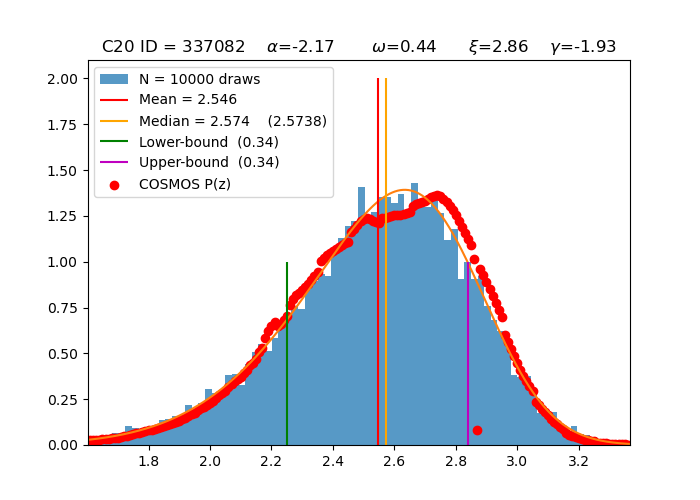 C20 ID = 337082 α=-2.17 ω=0.44 ξ=2.86 γ=-1.93
N = 10000 draws
Mean = 2.546
Median = 2.574 (2.5738)
Lower-bound (0.34)
Upper-bound (0.34)
COSMOS P(z)
2.00
1.75
1.50
1.25
1.00
0.75
0.50
0.25
0.00
1.8 2.0 2.2 2.4 2.6 2.8 3.0 3.2